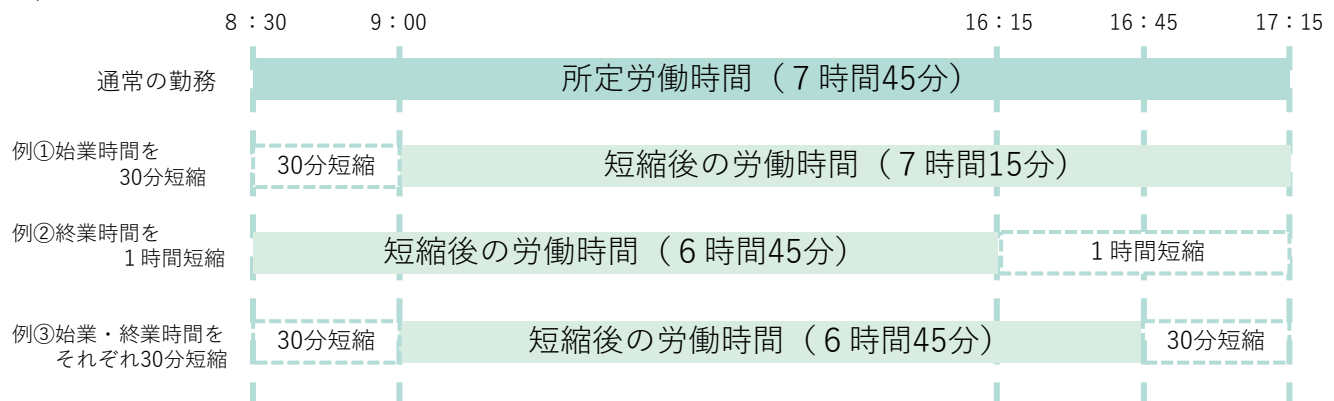 8：30　9：00　16：15　16：45　17：15
通常の勤務　所定労働時間（７時間45分）
例①始業時間を
30分短縮
30分短縮　短縮後の労働時間（７時間15分）
例②終業時間を
１時間短縮
短縮後の労働時間（６時間45分）　１時間短縮
例③始業・終業時間を
それぞれ30分短縮
30分短縮　短縮後の労働時間（６時間45分）　30分短縮